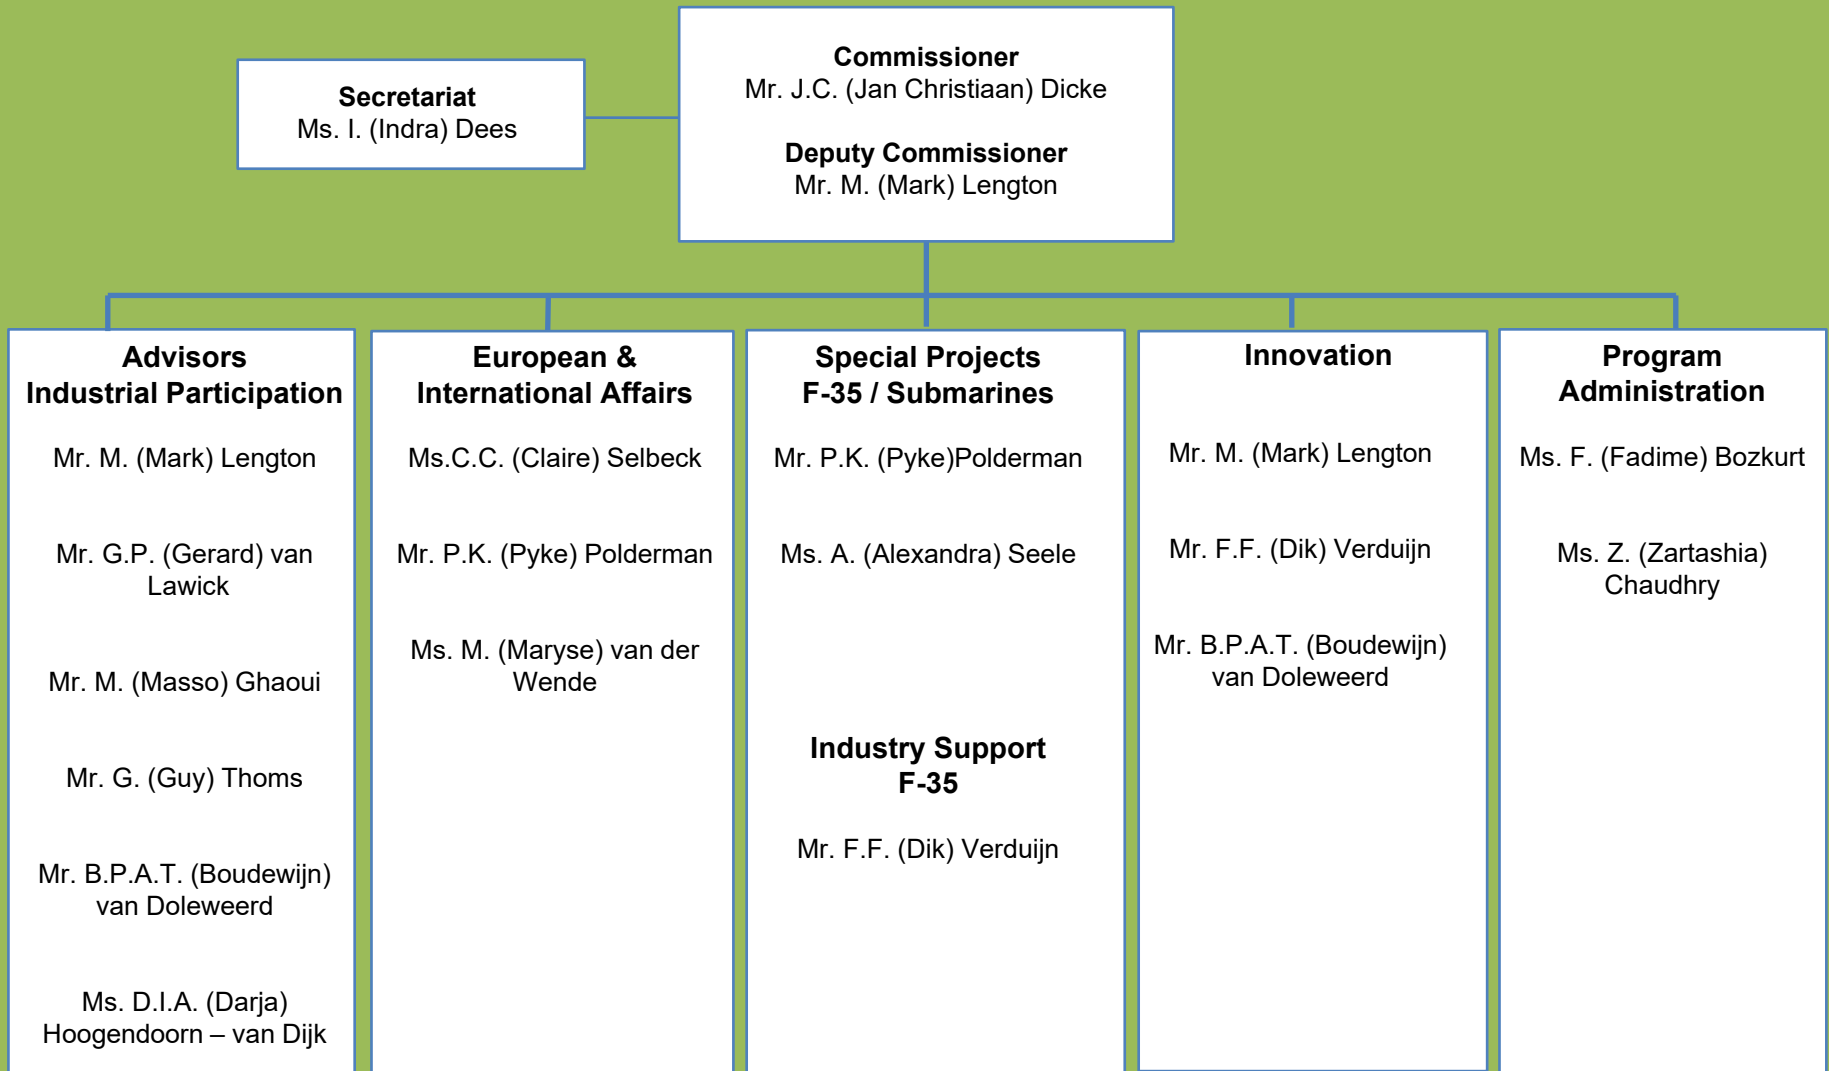 Secretariat
Ms. I. (Indra) Dees
Commissioner
Mr. J.C. (Jan Christiaan) Dicke
Deputy Commissioner
Mr. M. (Mark) Lengton
Advisors
Industrial Participation
Mr. M. (Mark) Lengton
Mr. G.P. (Gerard) van
Lawick
Mr. M. (Masso) Ghaoui
Mr. G. (Guy) Thoms
Mr. B.P.A.T. (Boudewijn)
van Doleweerd
Ms. D.I.A. (Darja)
Hoogendoorn – van Dijk
European &
International Affairs
Ms.C.C. (Claire) Selbeck
Mr. P.K. (Pyke) Polderman
Ms. M. (Maryse) van der
Wende
Special Projects
F-35 / Submarines
Mr. P.K. (Pyke)Polderman
Ms. A. (Alexandra) Seele
Industry Support
F-35
Mr. F.F. (Dik) Verduijn
Innovation
Mr. M. (Mark) Lengton
Mr. F.F. (Dik) Verduijn
Mr. B.P.A.T. (Boudewijn)
van Doleweerd
Program
Administration
Ms. F. (Fadime) Bozkurt
Ms. Z. (Zartashia)
Chaudhry